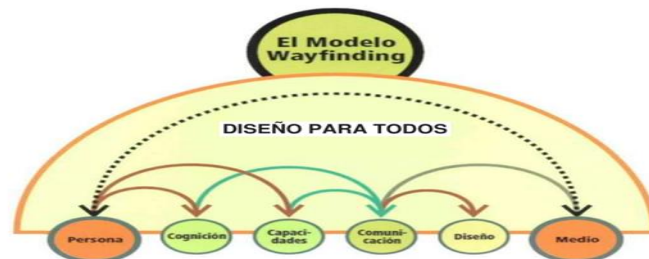 El Modelo
Wayfinding
DISEÑO PARA TODOS
Persona
Cognición
Capaci-
dades
Comuni-
cación
Diseño
Medio